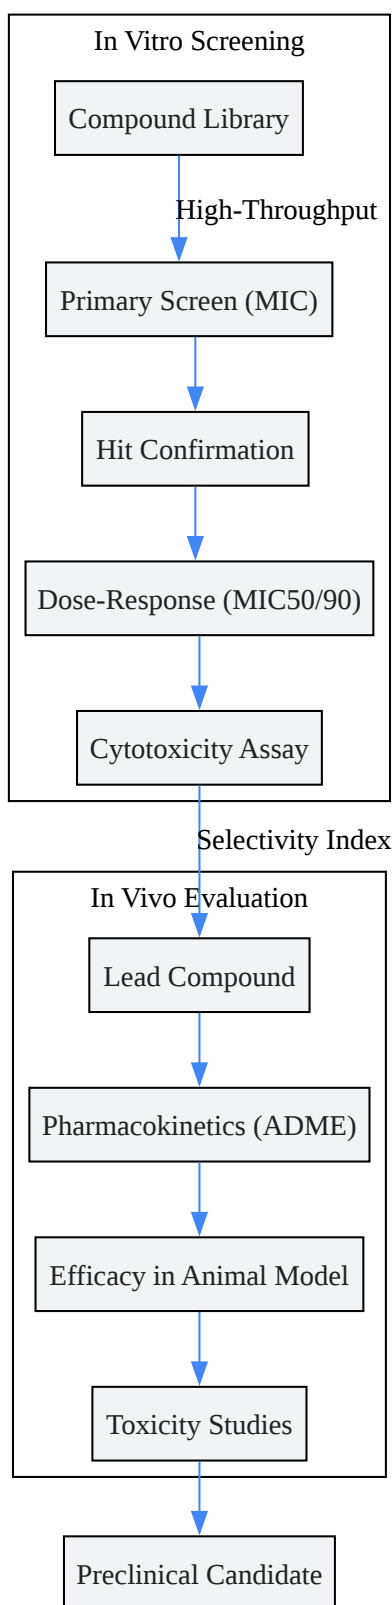 In Vitro Screening
Compound Library
High-Throughput
Primary Screen (MIC)
Hit Confirmation
Dose-Response (MIC50/90)
Cytotoxicity Assay
Selectivity Index
In Vivo Evaluation
Lead Compound
Pharmacokinetics (ADME)
Efficacy in Animal Model
Toxicity Studies
Preclinical Candidate